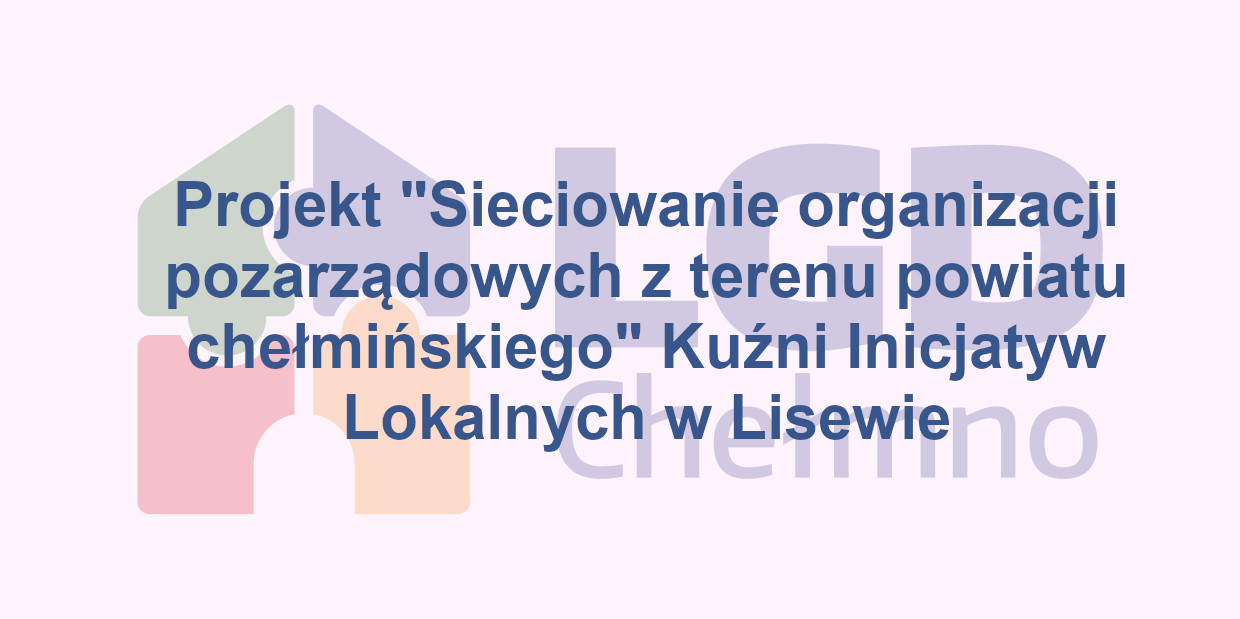 Projekt "Sieciowanie organizacji
pozarządowych z terenu powiatu
chełmińskiego" Kuźni Inicjatyw
Lokalnych w Lisewie
LGD
Chełmno